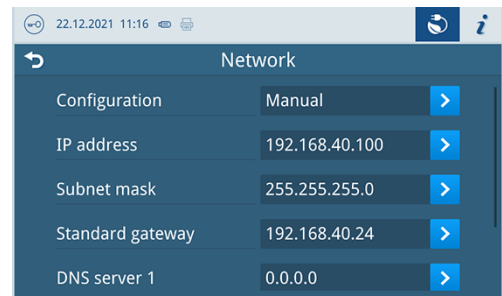 22.12.2021 11:16
Network
Configuration Manual
IP address 192.168.40.100
Subnet mask 255.255.255.0
Standard gateway 192.168.40.24
DNS server 1 0.0.0.0